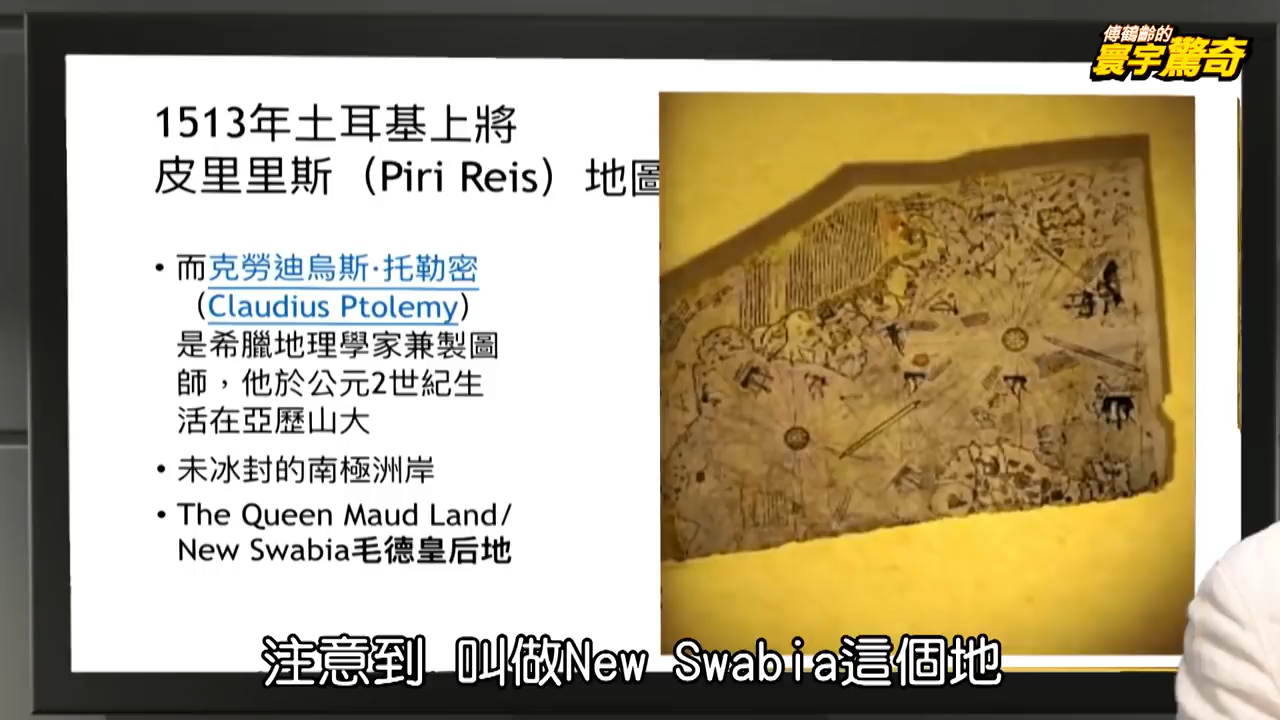 傅鶴齡的
寰宇驚奇
1513年土耳基上將
皮里里斯（Piri Reis）地圖
• 而克勞迪烏斯·托勒密
（Claudius Ptolemy）
是希臘地理學家兼製圖
師，他於公元2世紀生
活在亞歷山大
• 未冰封的南極洲岸
• The Queen Maud Land/
New Swabia毛德皇后地
注意到 叫做New Swabia這個地